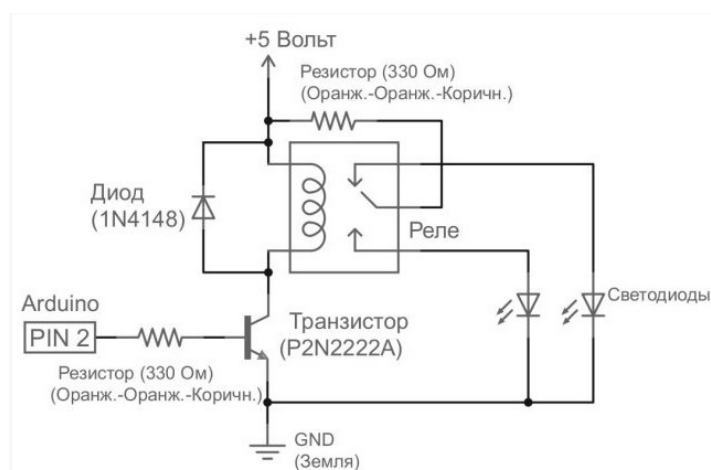 +5 Вольт
Резистор (330 Ом)
(Оранж.-Оранж.-Коричн.)
Диод
(1N4148)
Реле
Arduino
PIN 2
Транзистор
(P2N2222A)
Светодиоды
Резистор (330 Ом)
(Оранж.-Оранж.-Коричн.)
GND
(Земля)